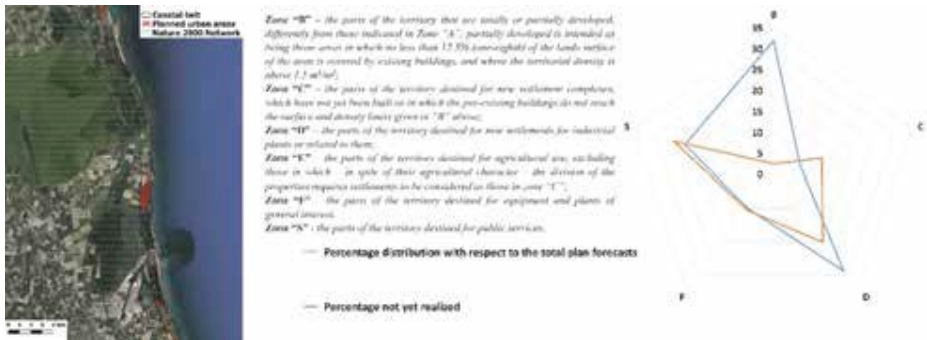 Coastal belt
Planned urban areas
Nature 2000 Network
Zone "B" – the parts of the territory that are totally or partially developed,
differently from those indicated in Zone "A"; partially developed is intended as
being those areas in which no less than 12.5% (one-eighth) of the lands surface
of the areas is covered by existing buildings, and where the territorial density is
above 1.5 m³/m²;
Zone "C" – the parts of the territory destined for new settlement complexes,
which have not yet been built or in which the pre-existing buildings do not reach
the surface and density limits given in "B" above;
Zone "D" – the parts of the territory destined for new settlements for industrial
plants or related to them;
Zone "E" – the parts of the territory destined for agricultural use, excluding
those in which – in spite of their agricultural character – the division of the
properties requires settlements to be considered as those in zone "C";
Zone "F" – the parts of the territory destined for equipment and plants of
general interest.
Zone "S" - the parts of the territory destined for public services.
Percentage distribution with respect to the total plan forecasts
Percentage not yet realized
B
35
30
25
20
15
10
5
0
S
C
F
D